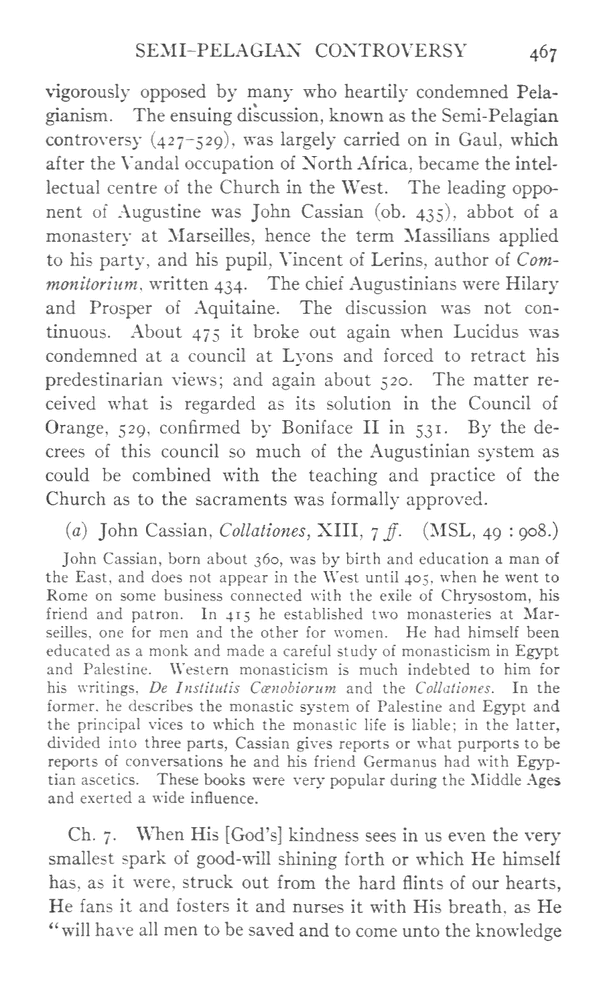 SEMI-PELAGIAN CONTROVERSY 467
vigorously opposed by many who heartily condemned Pela-
gianism. The ensuing discussion, known as the Semi-Pelagian
controversy (427–529), was largely carried on in Gaul, which
after the Vandal occupation of North Africa, became the intel-
lectual centre of the Church in the West. The leading oppo-
nent of Augustine was John Cassian (ob. 435), abbot of a
monastery at Marseilles, hence the term Massilians applied
to his party, and his pupil, Vincent of Lerins, author of Com-
monitorium, written 434. The chief Augustinians were Hilary
and Prosper of Aquitaine. The discussion was not con-
tinuous. About 475 it broke out again when Lucidus was
condemned at a council at Lyons and forced to retract his
predestinarian views; and again about 520. The matter re-
ceived what is regarded as its solution in the Council of
Orange, 529, confirmed by Boniface II in 531. By the de-
crees of this council so much of the Augustinian system as
could be combined with the teaching and practice of the
Church as to the sacraments was formally approved.
(a) John Cassian, Collationes, XIII, 7 ff. (MSL, 49 : 908.)
John Cassian, born about 360, was by birth and education a man of
the East, and does not appear in the West until 405, when he went to
Rome on some business connected with the exile of Chrysostom, his
friend and patron. In 415 he established two monasteries at Mar-
seilles, one for men and the other for women. He had himself been
educated as a monk and made a careful study of monasticism in Egypt
and Palestine. Western monasticism is much indebted to him for
his writings, De Institutis Cœnobiorum and the Collationes. In the
former, he describes the monastic system of Palestine and Egypt and
the principal vices to which the monastic life is liable; in the latter,
divided into three parts, Cassian gives reports or what purports to be
reports of conversations he and his friend Germanus had with Egyp-
tian ascetics. These books were very popular during the Middle Ages
and exerted a wide influence.
Ch. 7. When His [God's] kindness sees in us even the very
smallest spark of good-will shining forth or which He himself
has, as it were, struck out from the hard flints of our hearts,
He fans it and fosters it and nurses it with His breath, as He
"will have all men to be saved and to come unto the knowledge